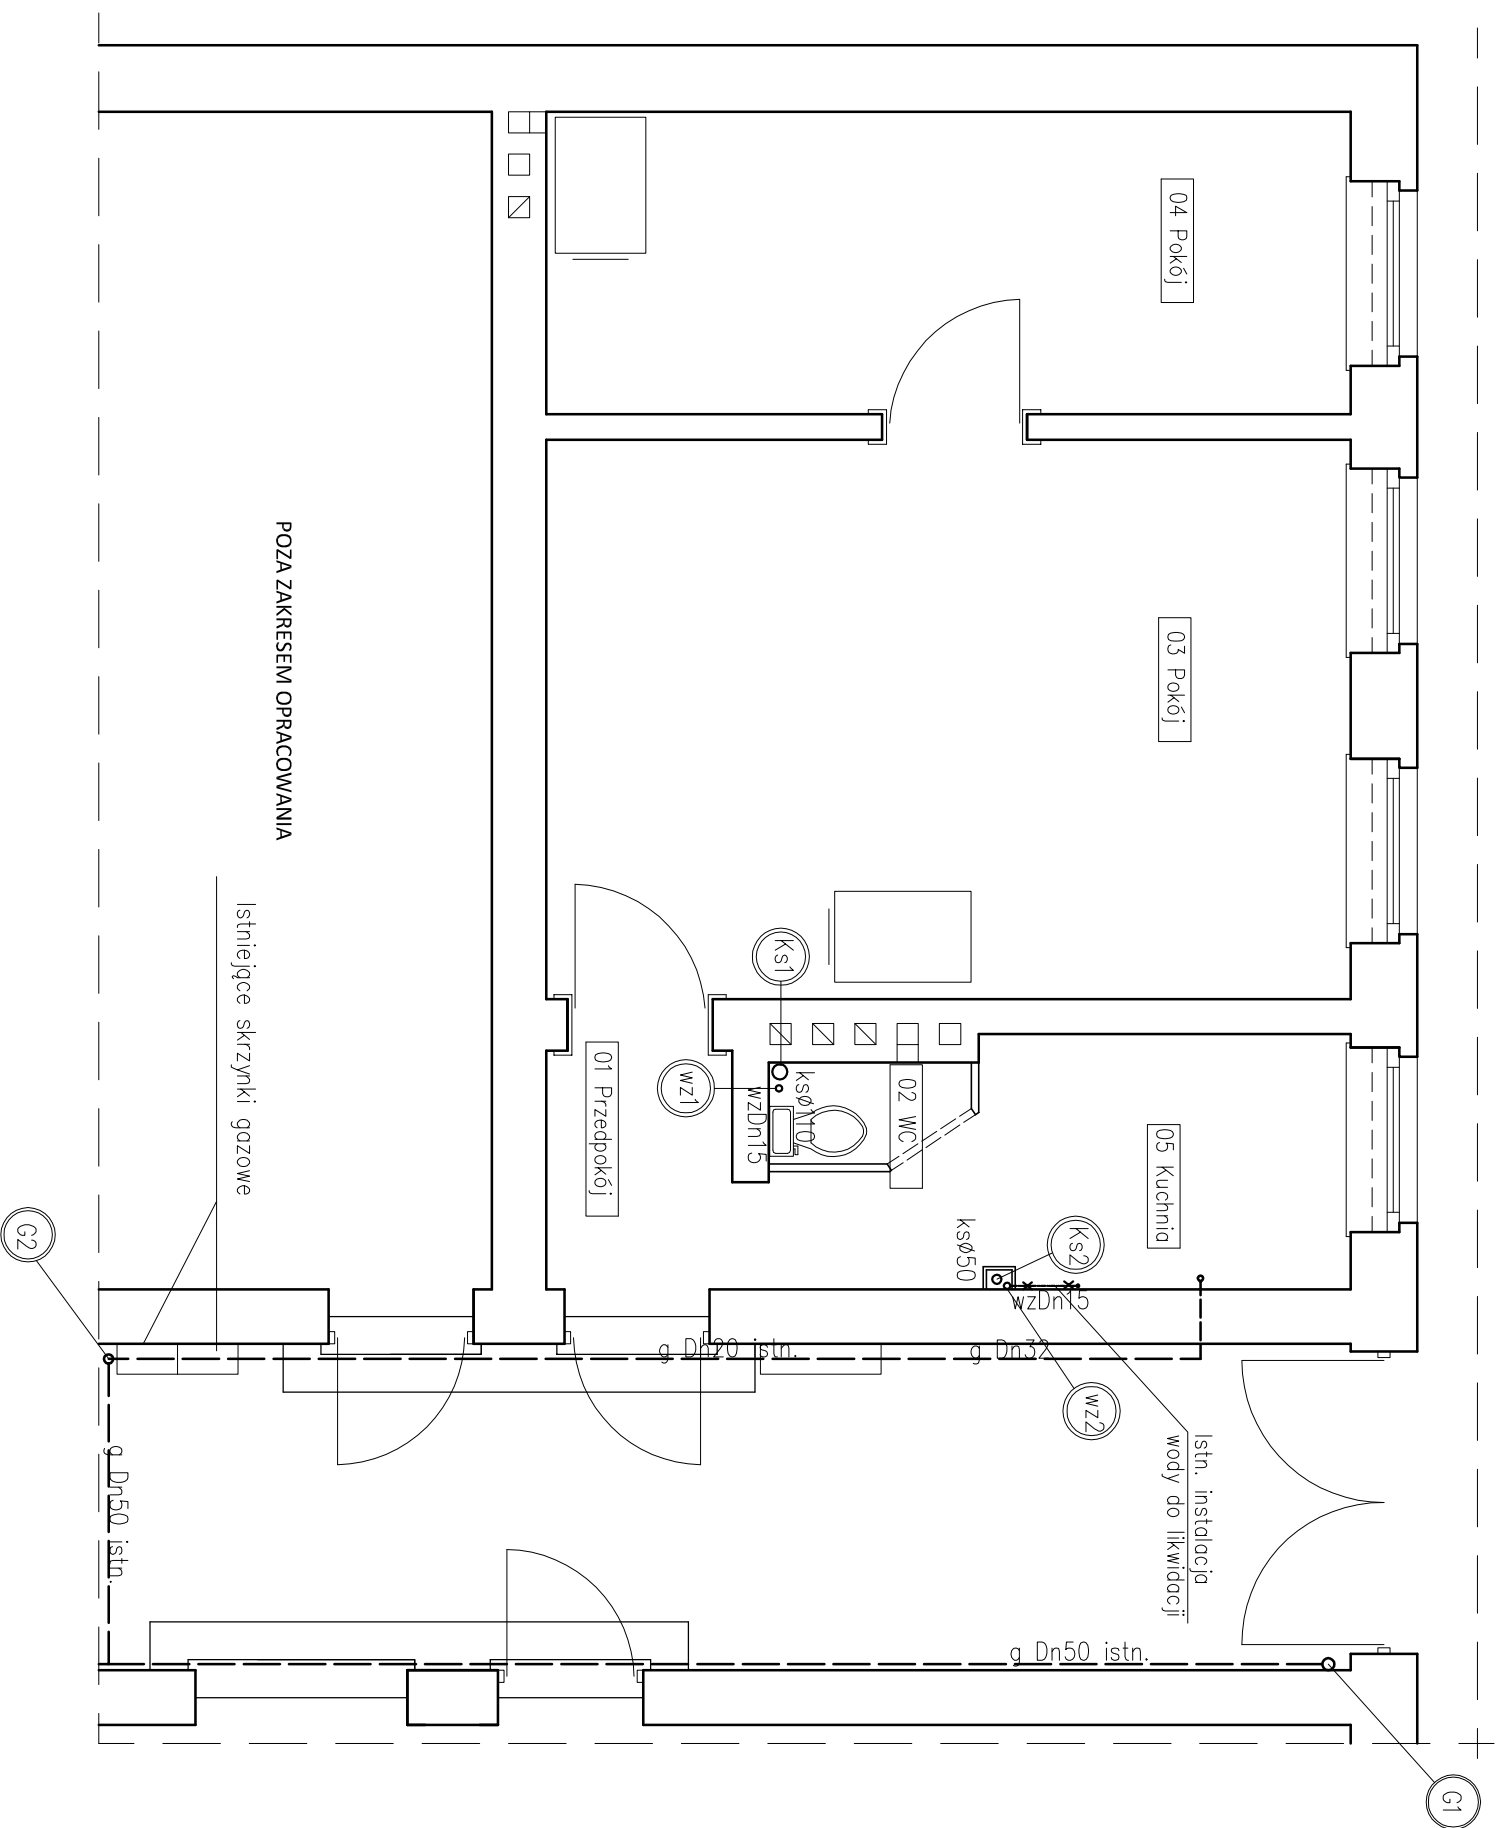 04 Pokój
03 Pokój
POZA ZAKRESEM OPRACOWANIA
Istniejące skrzynki gazowe
Ks1
wz1
ksø110
wzDn15
02 WC
01 Przedpokój
05 Kuchnia
Ks2
ksø50
wzDn15
G2
g Dn20 istn.
g Dn32
wz2
Istn. instalacja
wody do likwidacji
g Dn50 istn.
g Dn50 istn.
G1